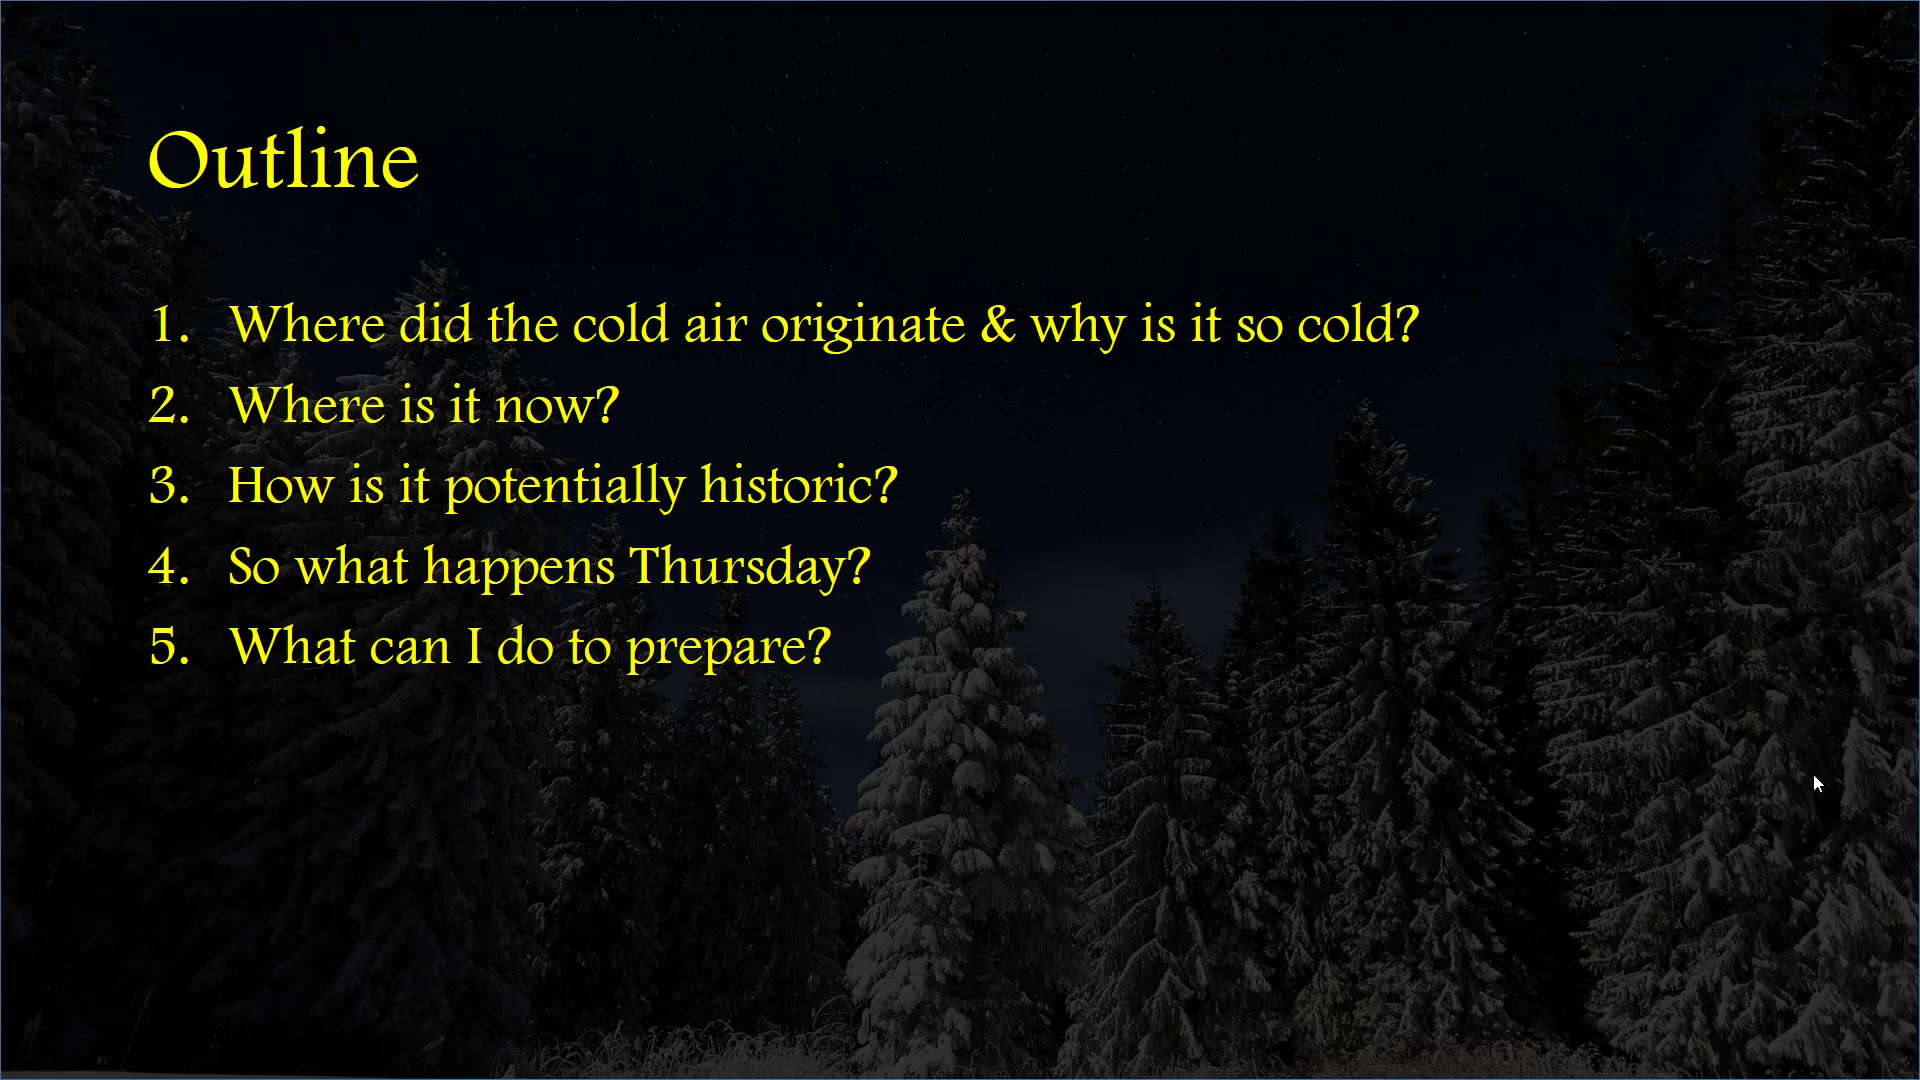 Outline
1. Where did the cold air originate & why is it so cold?
2. Where is it now?
3. How is it potentially historic?
4. So what happens Thursday?
5. What can I do to prepare?